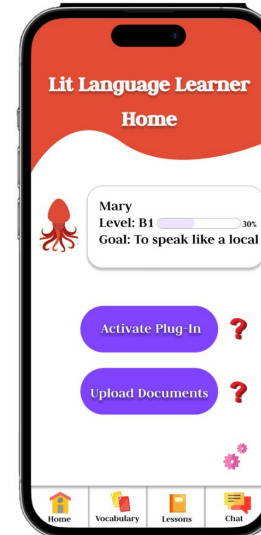 Lit Language Learner
Home
Mary
Level: B1 30%
Goal: To speak like a local
Activate Plug-In ?
Upload Documents ?
Home Vocabulary Lessons Chat